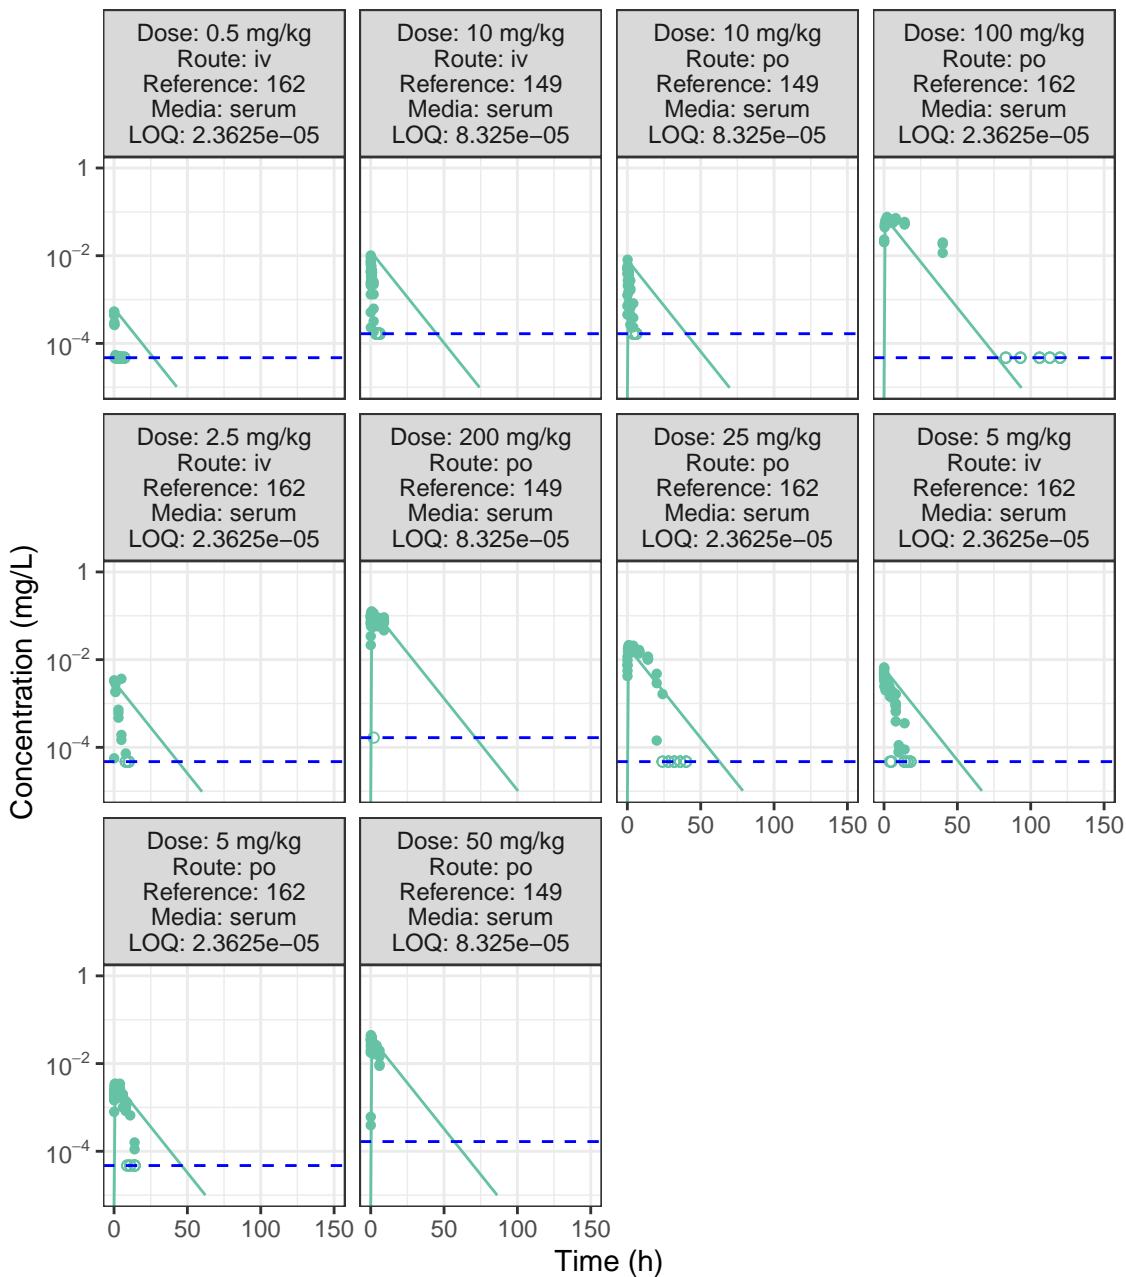 Dose: 0.5 mg/kg
Route: iv
Reference: 162
Media: serum
LOQ: 2.3625e−05
Dose: 10 mg/kg
Route: iv
Reference: 149
Media: serum
LOQ: 8.325e−05
Dose: 10 mg/kg
Route: po
Reference: 149
Media: serum
LOQ: 8.325e−05
Dose: 100 mg/kg
Route: po
Reference: 162
Media: serum
LOQ: 2.3625e−05
1
10⁻²
10⁻⁴
Dose: 2.5 mg/kg
Route: iv
Reference: 162
Media: serum
LOQ: 2.3625e−05
Dose: 200 mg/kg
Route: po
Reference: 149
Media: serum
LOQ: 8.325e−05
Dose: 25 mg/kg
Route: po
Reference: 162
Media: serum
LOQ: 2.3625e−05
Dose: 5 mg/kg
Route: iv
Reference: 162
Media: serum
LOQ: 2.3625e−05
1
10⁻²
10⁻⁴
0 50 100 150
0 50 100 150
Dose: 5 mg/kg
Route: po
Reference: 162
Media: serum
LOQ: 2.3625e−05
Dose: 50 mg/kg
Route: po
Reference: 149
Media: serum
LOQ: 8.325e−05
1
10⁻²
10⁻⁴
0 50 100 150
0 50 100 150
Time (h)
Concentration (mg/L)